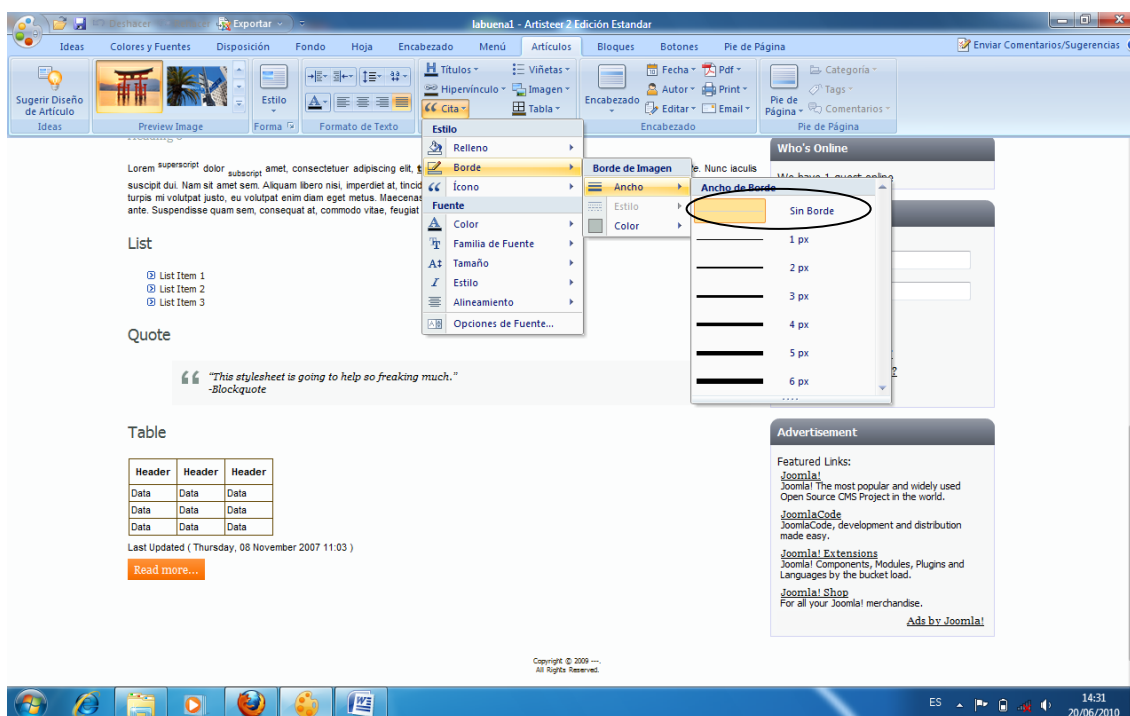 Deshacer
Exportar
labuena1 - Artisteer 2 Edición Estandar
Ideas
Colores y Fuentes
Disposición
Fondo
Hoja
Encabezado
Menú
Artículos
Bloques
Botones
Pie de Página
Enviar Comentarios/Sugerencias
Sugerir Diseño
de Artículo
Ideas
Preview Image
Estilo
Forma
Formato de Texto
Títulos
Hipervínculo
Cita
Viñetas
Imagen
Tabla
Encabezado
Fecha
Autor
Editar
Pdf
Print
Email
Encabezado
Pie de
Página
Categoría
Tags
Comentarios
Pie de Página
Estilo
Relleno
Borde
Ícono
Fuente
Color
Familia de Fuente
Tamaño
Estilo
Alineamiento
Opciones de Fuente...
Borde de Imagen
Ancho
Estilo
Color
Ancho de Borde
Sin Borde
1 px
2 px
3 px
4 px
5 px
6 px
Lorem superscript dolor subscript amet, consectetuer adipiscing elit,
Nunc iaculis
suscipit dui. Nam sit amet sem. Aliquam libero nisi, imperdiet at, tincid
turpis mi volutpat justo, eu volutpat enim diam eget metus. Maecenas
ante. Suspendisse quam sem, consequat at, commodo vitae, feugiat
List
List Item 1
List Item 2
List Item 3
Quote
“This stylesheet is going to help so freaking much.”
-Blockquote
Table
Header Header Header
Data Data Data
Data Data Data
Data Data Data
Last Updated ( Thursday, 08 November 2007 11:03 )
Read more...
Who's Online
We have 1 guest online
?
Advertisement
Featured Links:
Joomla!
Joomla! The most popular and widely used
Open Source CMS Project in the world.
JoomlaCode
JoomlaCode, development and distribution
made easy.
Joomla! Extensions
Joomla! Components, Modules, Plugins and
Languages by the bucket load.
Joomla! Shop
For all your Joomla! merchandise.
Ads by Joomla!
Copyright © 2009 ---.
All Rights Reserved.
ES
14:31
20/06/2010